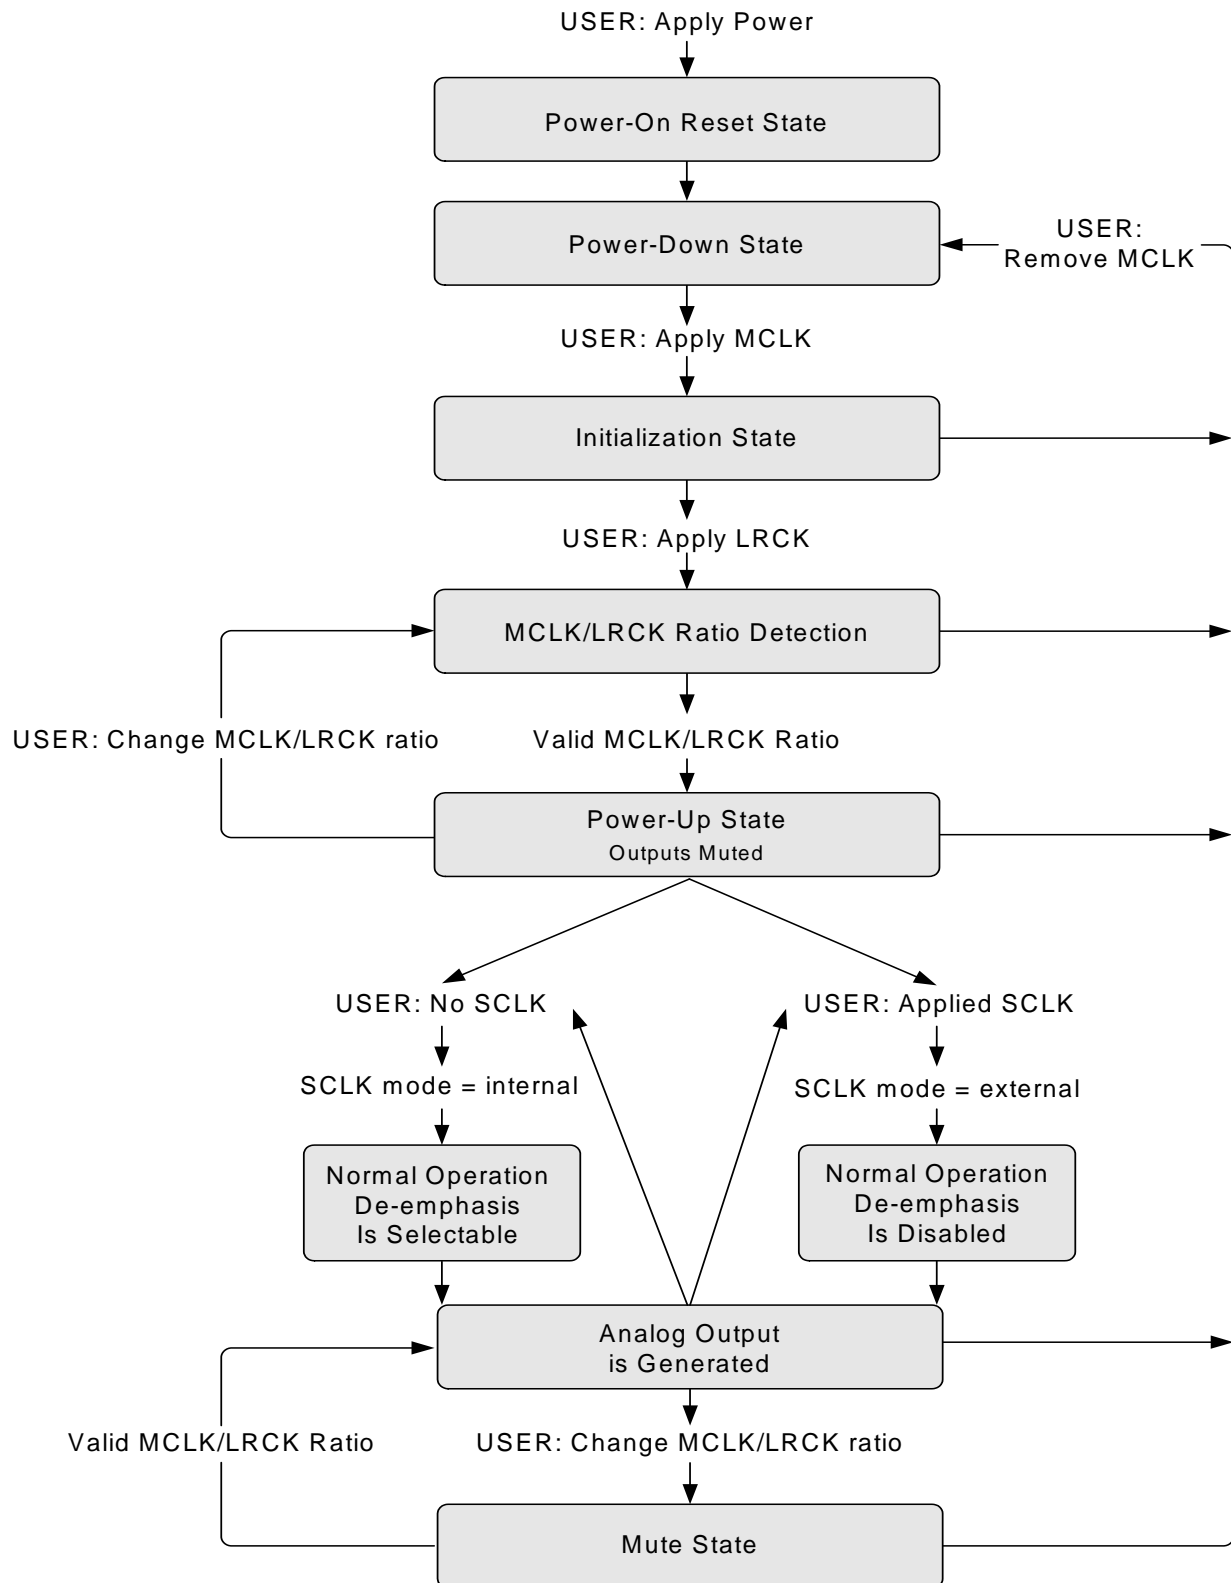 USER: Apply Power
Power-On Reset State
Power-Down State
USER:
Remove MCLK
USER: Apply MCLK
Initialization State
USER: Apply LRCK
MCLK/LRCK Ratio Detection
USER: Change MCLK/LRCK ratio
Valid MCLK/LRCK Ratio
Power-Up State
Outputs Muted
USER: No SCLK
USER: Applied SCLK
SCLK mode = internal
SCLK mode = external
Normal Operation
De-emphasis
Is Selectable
Normal Operation
De-emphasis
Is Disabled
Analog Output
is Generated
Valid MCLK/LRCK Ratio
USER: Change MCLK/LRCK ratio
Mute State